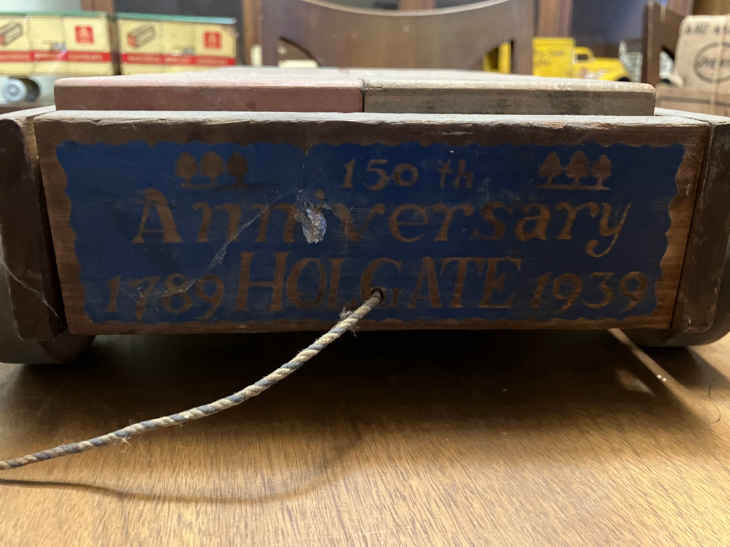 150 th
Anniversary
1789 HOLGATE 1939